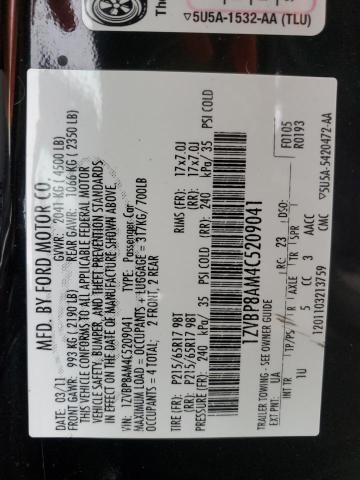 The
▽5U5A-1532-AA (TLU)
MFD. BY FORD MOTOR CO.
03/11 GVWR: 2041 KG / 4500 LB)
FRONT GAWR: 993 KG (2190 LB) REAR GAWR: 1066 KG (2350 LB)
THIS VEHICLE CONFORMS TO ALL APPLICABLE FEDERAL MOTOR
VEHICLE SAFETY, BUMPER, AND THEFT PREVENTION STANDARDS
IN EFFECT ON THE DATE OF MANUFACTURE SHOWN ABOVE.
VIN: 1ZVBP8AM4C5209041 TYPE: Passenger Car
MAXIMUM LOAD = OCCUPANTS + LUGGAGE = 317KG / 700LB
OCCUPANTS = 4 TOTAL: 2 FRONT, 2 REAR
TIRE (FR): P215/65R17 98T RIMS (FR): 17x7.0J
TIRE (RR): P215/65R17 98T RIMS (RR): 17x7.0J
PRESSURE (FR): 240 kPa/ 35 PSI COLD (RR): 240 kPa/ 35 PSI COLD
1ZVBP8AM4C5209041
TRAILER TOWING - SEE OWNER GUIDE F0105
EXT PNT: UA RC: 23 DSO: R0193
INT TR TP/PS R AXLE TR
1U 5 CC 3 AACC
12011103213759 CMC
▽5U5A-5420472-AA